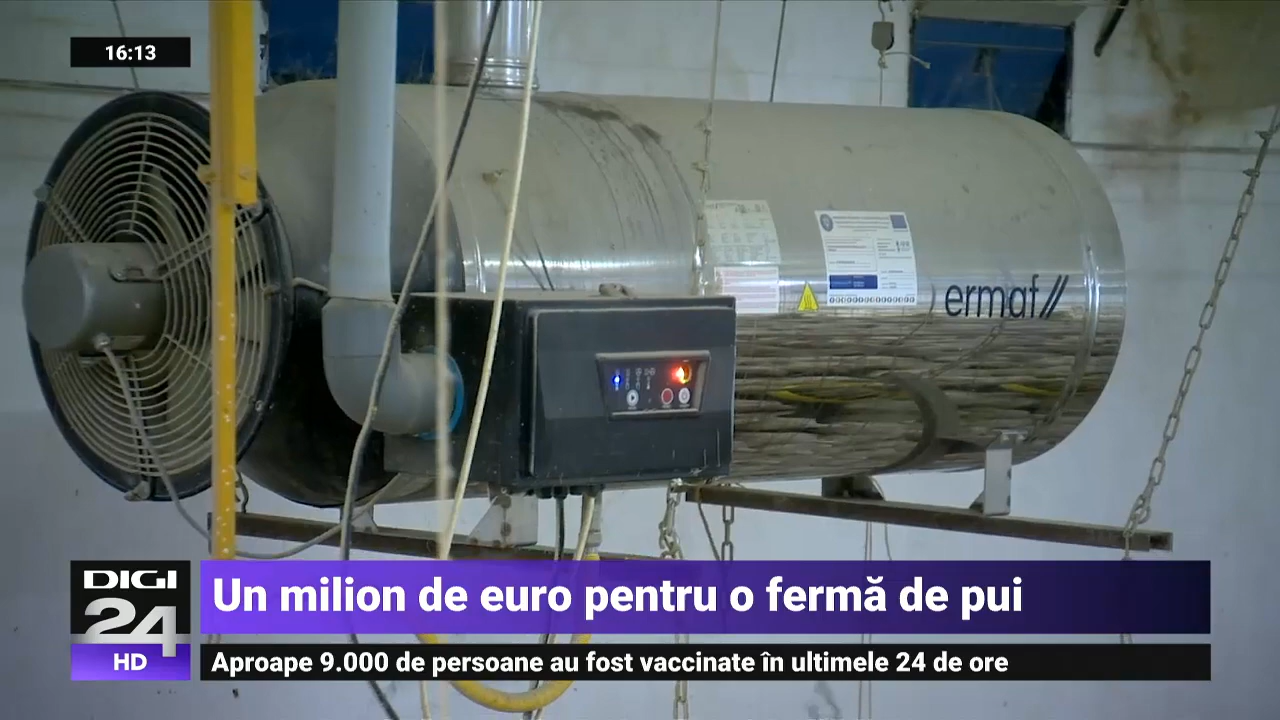 16:13
ermaf
DIGI
24
HD
Un milion de euro pentru o fermă de pui
Aproape 9.000 de persoane au fost vaccinate în ultimele 24 de ore